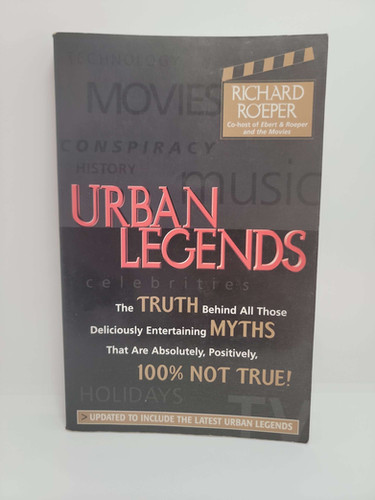 TECHNOLOGY
MOVIES
RICHARD
ROEPER
Co-host of Ebert & Roeper
and the Movies
CONSPIRACY
HISTORY
music
URBAN
LEGENDS
celebrities
The TRUTH Behind All Those
Deliciously Entertaining MYTHS
That Are Absolutely, Positively,
100% NOT TRUE!
HOLIDAYS
TV
> UPDATED TO INCLUDE THE LATEST URBAN LEGENDS